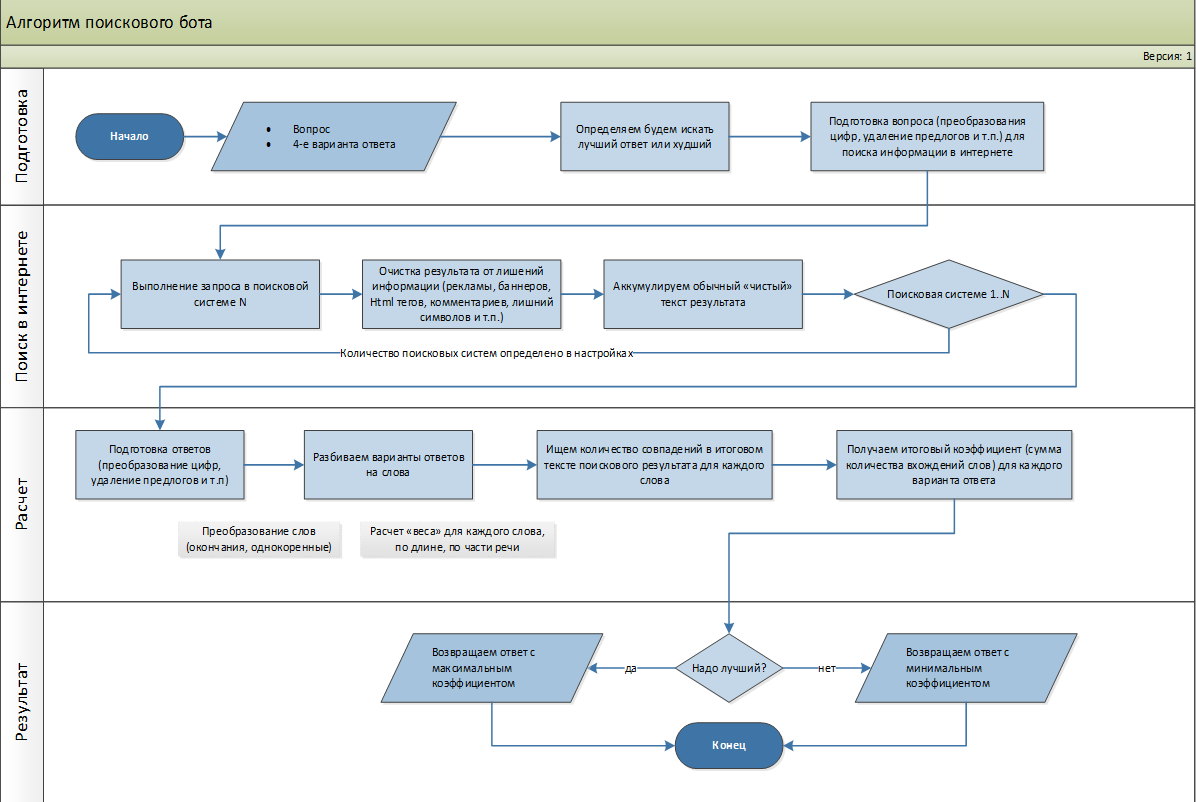 Алгоритм поискового бота
Версия: 1
Подготовка
Начало
Вопрос
4-е варианта ответа
Определяем будем искать
лучший ответ или худший
Подготовка вопроса (преобразования
цифр, удаление предлогов и т.п.) для
поиска информации в интернете
Поиск в интернете
Выполнение запроса в поисковой
системе N
Очистка результата от лишений
информации (рекламы, баннеров,
Html тегов, комментариев, лишний
символов и т.п.)
Аккумулируем обычный «чистый»
текст результата
Поисковая системе 1..N
Количество поисковых систем определено в настройках
Расчет
Подготовка ответов
(преобразование цифр,
удаление предлогов и т.п)
Разбиваем варианты ответов
на слова
Ищем количество совпадений в итоговом
тексте поискового результата для каждого
слова
Получаем итоговый коэффициент (сумма
количества вхождений слов) для каждого
варианта ответа
Преобразование слов
(окончания, однокоренные)
Расчет «веса» для каждого слова,
по длине, по части речи
Результат
Возвращаем ответ с
максимальным
коэффициентом
да
Надо лучший?
нет
Возвращаем ответ с
минимальным
коэффициентом
Конец